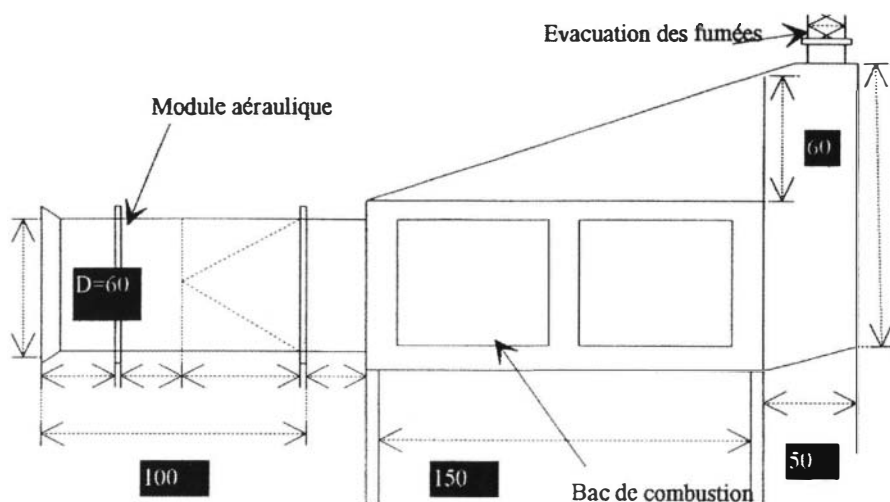 Evacuation des fumées
Module aéraulique
60
D=60
100
150
50
Bac de combustion